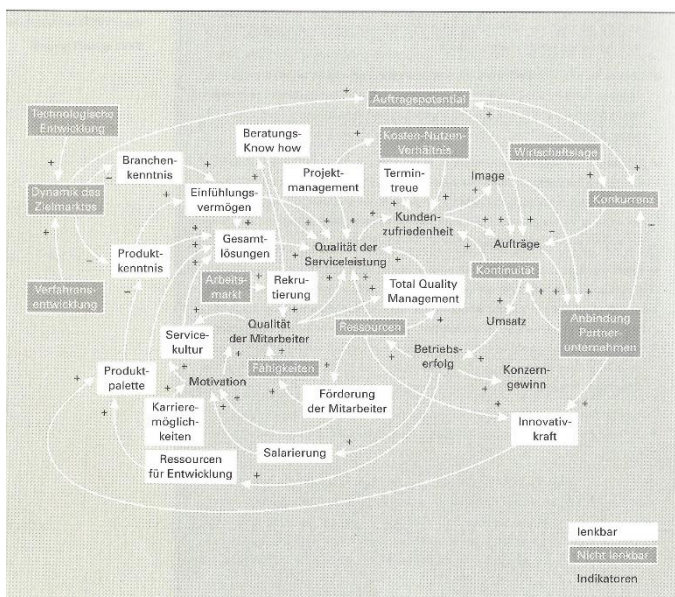 Auftragspotential
Technologische
Entwicklung
Beratungs-
Know how
Kosten-Nutzen-
Verhältnis
Wirtschaftslage
Branchen-
kenntnis
Projekt-
management
Termin-
treue
Image
Dynamik des
Zielmarktes
Einfühlungs-
vermögen
Konkurrenz
Kunden-
zufriedenheit
Gesamt-
lösungen
Qualität der
Serviceleistung
Aufträge
Produkt-
kenntnis
Kontinuität
Verfahrens-
entwicklung
Arbeits-
markt
Rekru-
tierung
Total Quality
Management
Anbindung
Partner-
unternehmen
Service-
kultur
Qualität
der Mitarbeiter
Ressourcen
Umsatz
Betriebs-
erfolg
Produkt-
palette
Motivation
Fähigkeiten
Konzern-
gewinn
Förderung
der Mitarbeiter
Karriere-
möglich-
keiten
Innovativ-
kraft
Salarierung
Ressourcen
für Entwicklung
lenkbar
Nicht lenkbar
Indikatoren